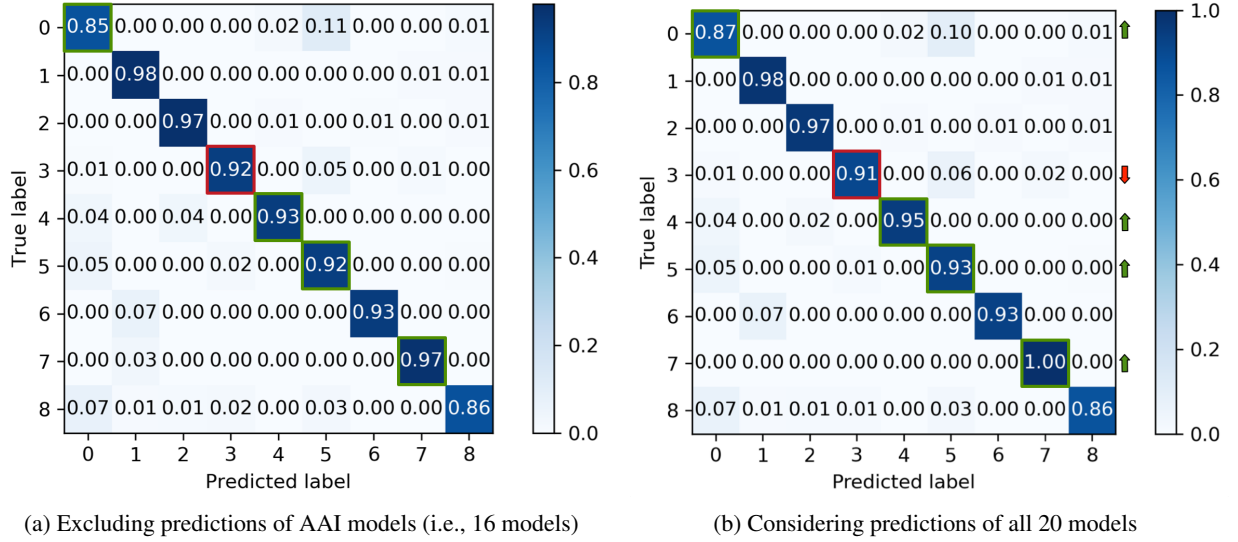 0 0.85 0.00 0.00 0.00 0.02 0.11 0.00 0.00 0.01
1 0.00 0.98 0.00 0.00 0.00 0.00 0.00 0.01 0.01
2 0.00 0.00 0.97 0.00 0.01 0.00 0.01 0.00 0.01
3 0.01 0.00 0.00 0.92 0.00 0.05 0.00 0.01 0.00
4 0.04 0.00 0.04 0.00 0.93 0.00 0.00 0.00 0.00
5 0.05 0.00 0.00 0.02 0.00 0.92 0.00 0.00 0.00
6 0.00 0.07 0.00 0.00 0.00 0.00 0.93 0.00 0.00
7 0.00 0.03 0.00 0.00 0.00 0.00 0.00 0.97 0.00
8 0.07 0.01 0.01 0.02 0.00 0.03 0.00 0.00 0.86
0 1 2 3 4 5 6 7 8
True label
Predicted label
0.8
0.6
0.4
0.2
0.0
(a) Excluding predictions of AAI models (i.e., 16 models)
0 0.87 0.00 0.00 0.00 0.02 0.10 0.00 0.00 0.01
1 0.00 0.98 0.00 0.00 0.00 0.00 0.00 0.01 0.01
2 0.00 0.00 0.97 0.00 0.01 0.00 0.01 0.00 0.01
3 0.01 0.00 0.00 0.91 0.00 0.06 0.00 0.02 0.00
4 0.04 0.00 0.02 0.00 0.95 0.00 0.00 0.00 0.00
5 0.05 0.00 0.00 0.01 0.00 0.93 0.00 0.00 0.00
6 0.00 0.07 0.00 0.00 0.00 0.00 0.93 0.00 0.00
7 0.00 0.00 0.00 0.00 0.00 0.00 0.00 1.00 0.00
8 0.07 0.01 0.01 0.01 0.00 0.03 0.00 0.00 0.86
0 1 2 3 4 5 6 7 8
True label
Predicted label
1.0
0.8
0.6
0.4
0.2
0.0
(b) Considering predictions of all 20 models